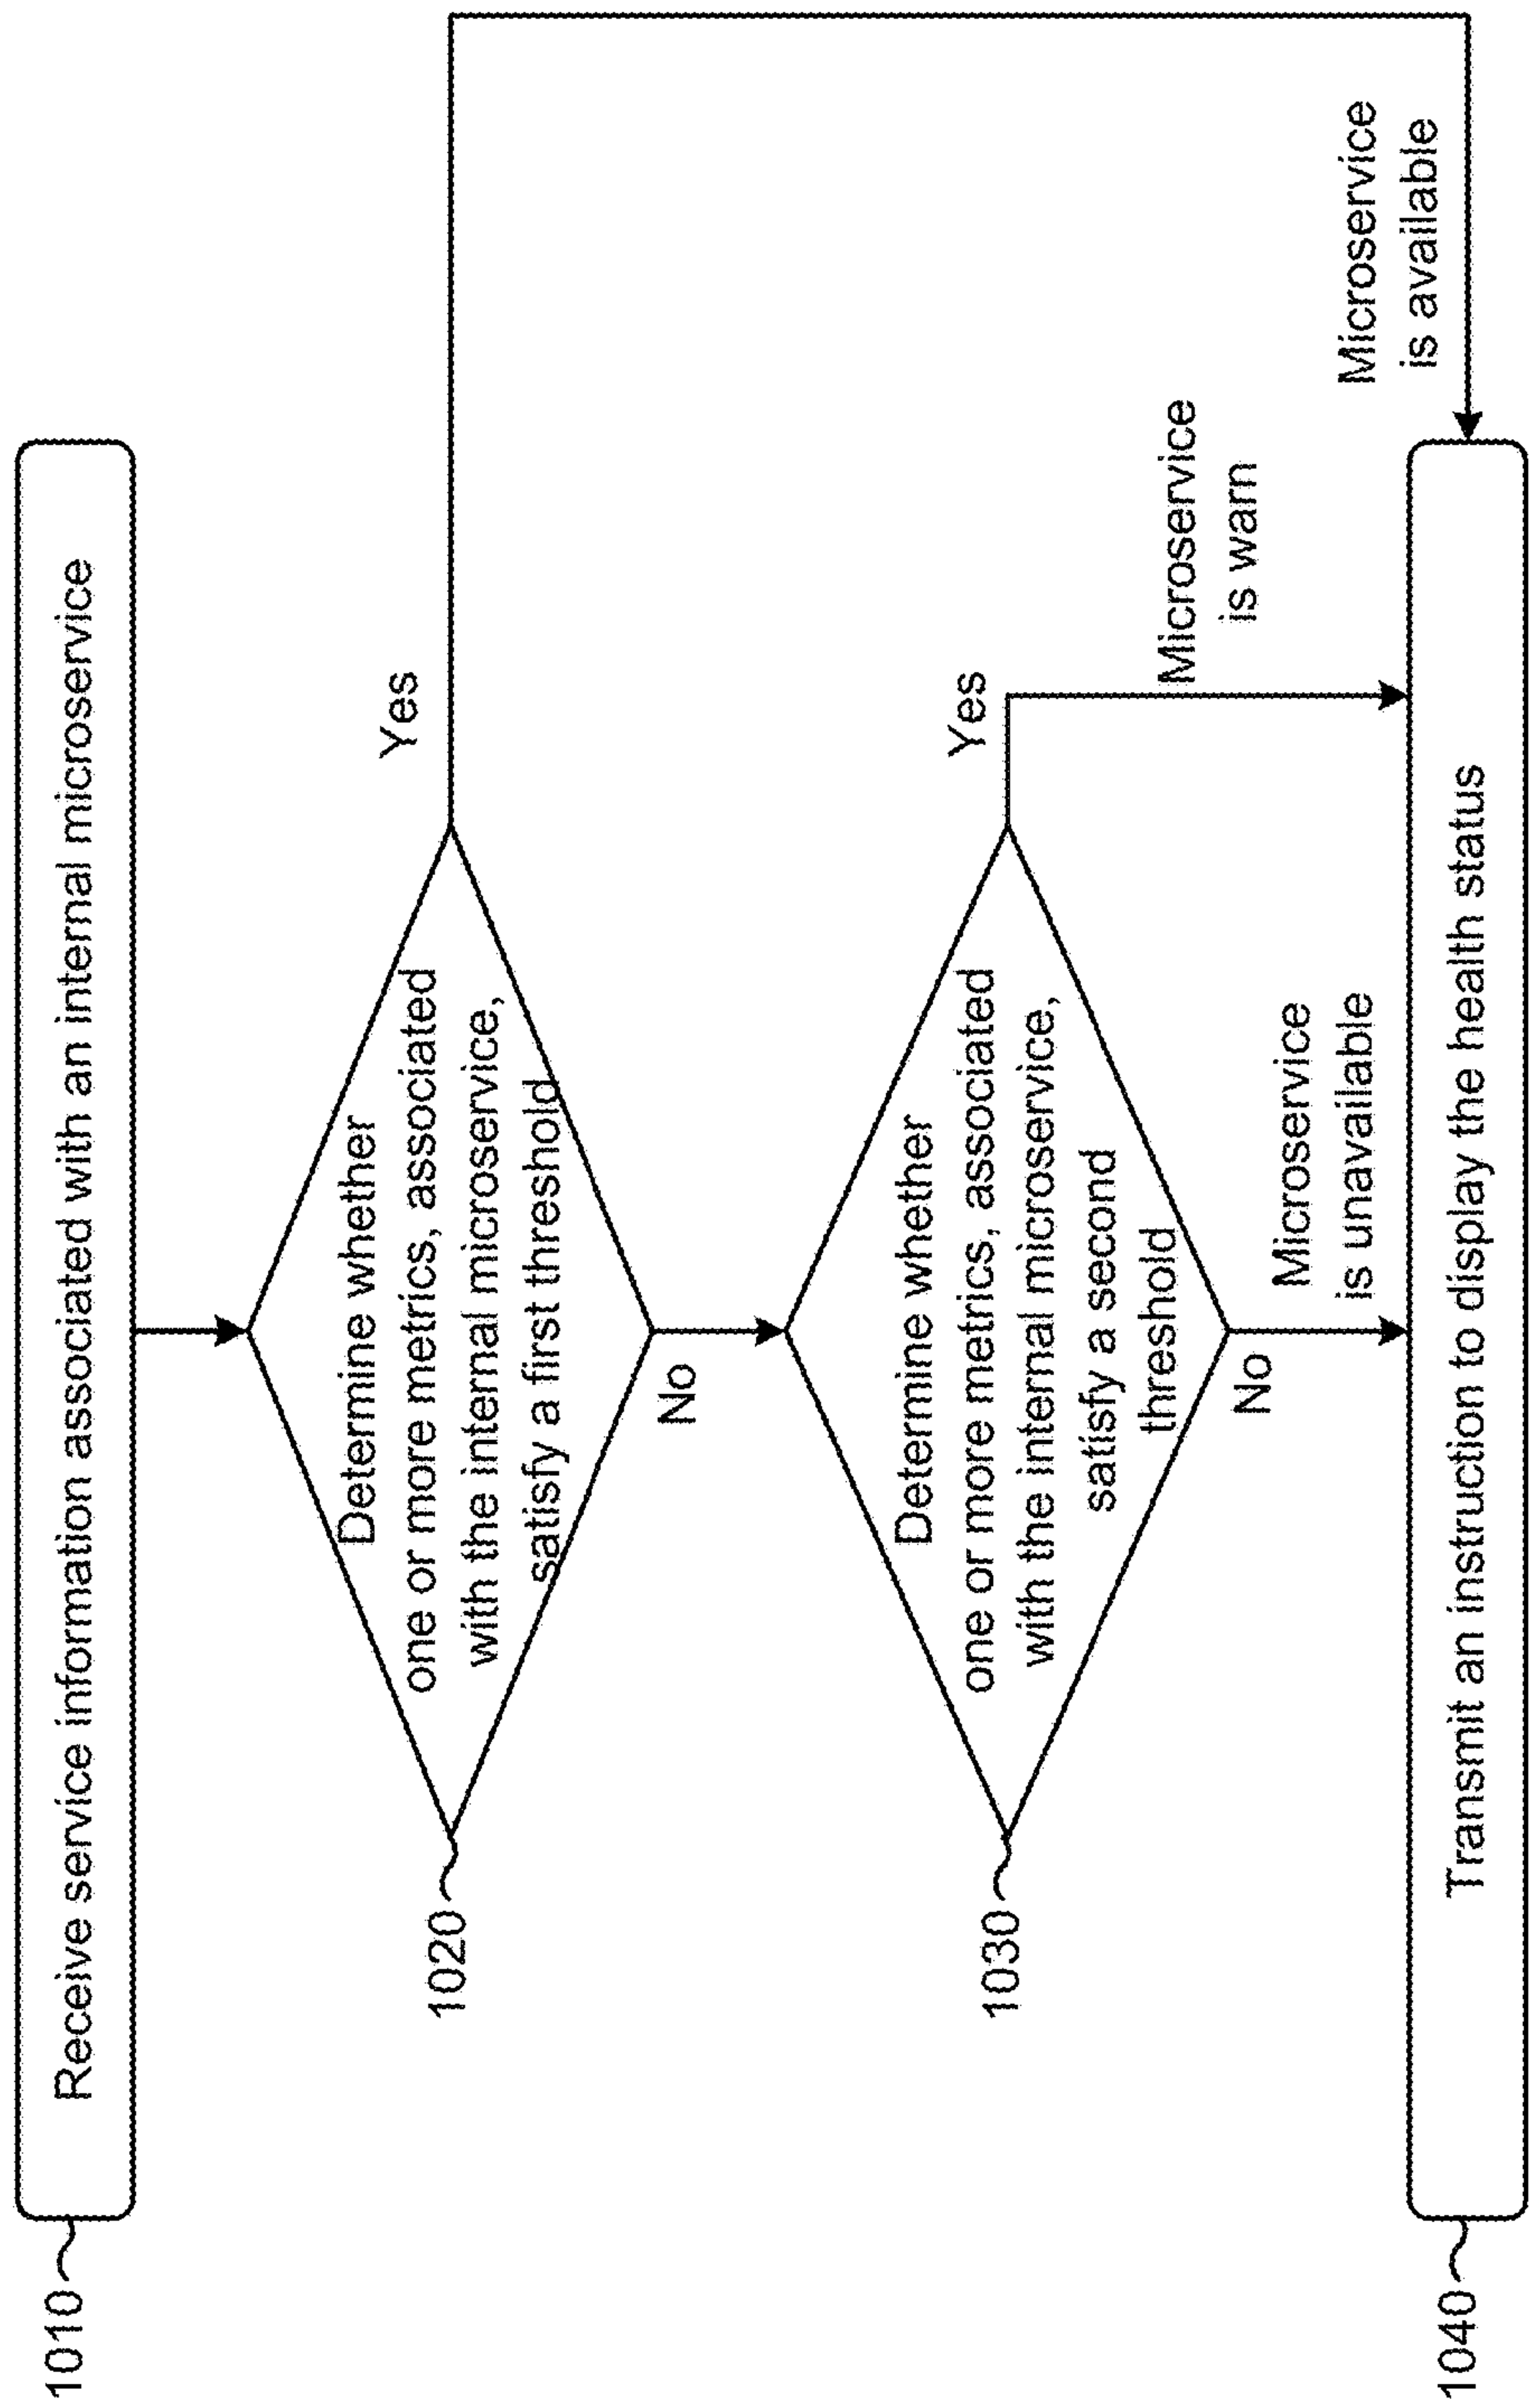 1010
Receive service information associated with an internal microservice
Determine whether
one or more metrics, associated
with the internal microservice,
satisfy a first threshold
1020
Yes
No
Determine whether
one or more metrics, associated
with the internal microservice,
satisfy a second
threshold
1030
Yes
No
Microservice
is unavailable
Microservice
is warn
Microservice
is available
1040
Transmit an instruction to display the health status